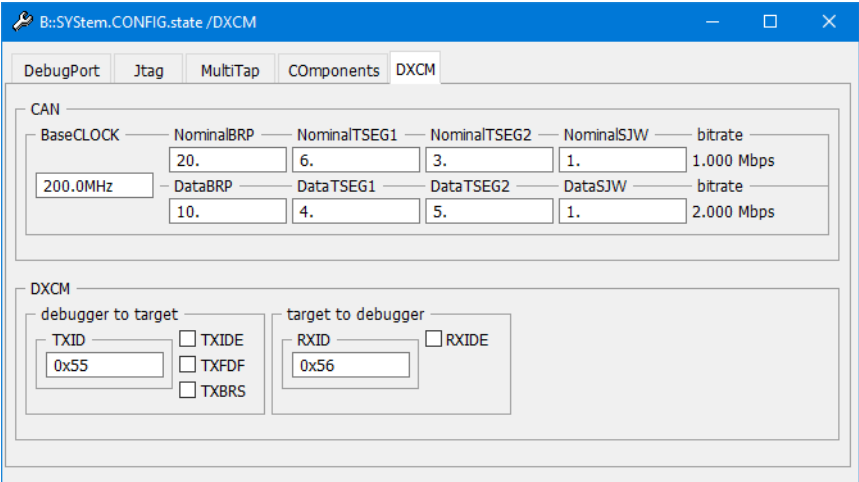 B::SYStem.CONFIG.state /DXCM
DebugPort Jtag MultiTap COmponents DXCM
CAN
BaseCLOCK NominalBRP NominalTSEG1 NominalTSEG2 NominalSJW bitrate
20. 6. 3. 1. 1.000 Mbps
200.0MHz DataBRP DataTSEG1 DataTSEG2 DataSJW bitrate
10. 4. 5. 1. 2.000 Mbps
DXCM
debugger to target target to debugger
TXID TXIDE RXID RXIDE
0x55 TXFDF 0x56
TXBRS